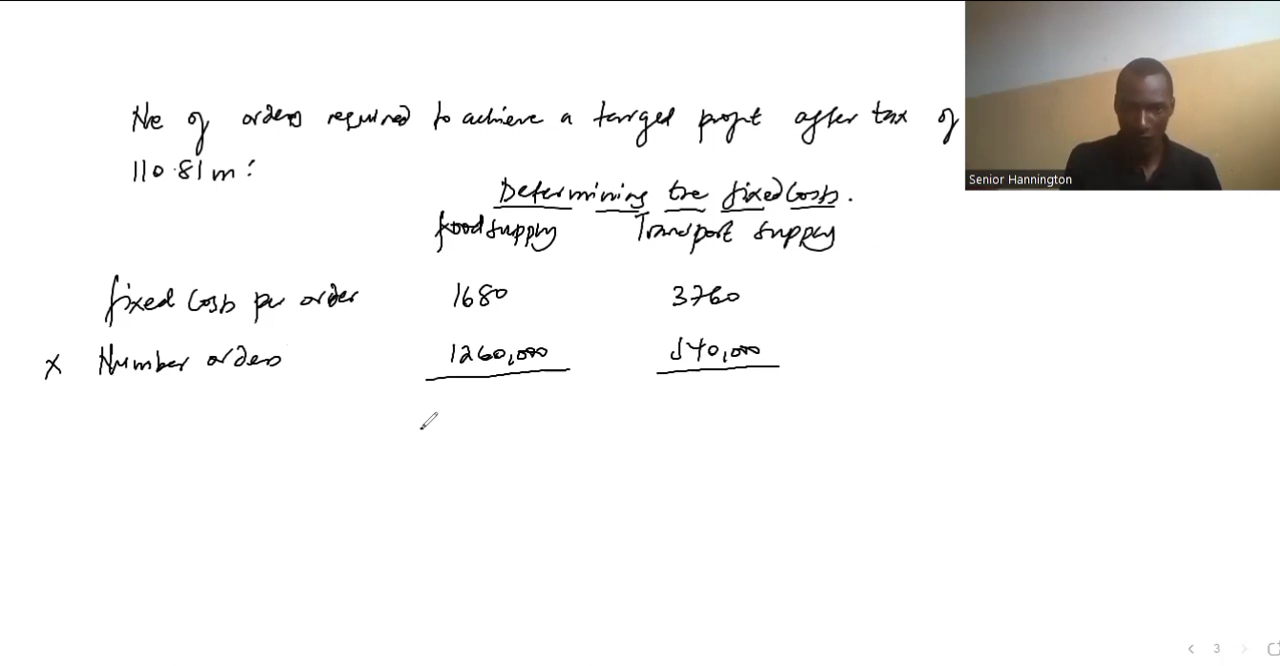 No of orders required to achieve a target profit after tax of
110.81m:
Determining the fixed Costs.
food supply Transport supply
fixed Costs per order 1680 3760
x Number orders 1260,000 540,000
Senior Hannington
3